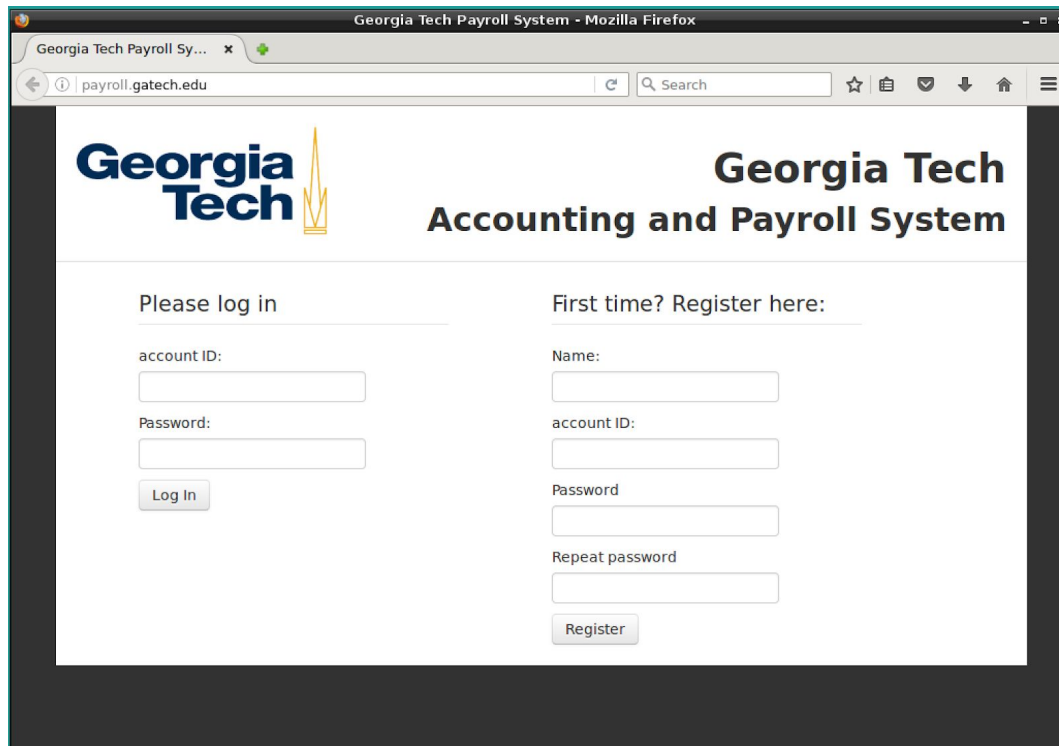 Georgia Tech Payroll System - Mozilla Firefox
Georgia Tech Payroll Sy...
payroll.gatech.edu
Search
Georgia
Tech
Georgia Tech
Accounting and Payroll System
Please log in
account ID:
Password:
Log In
First time? Register here:
Name:
account ID:
Password
Repeat password
Register